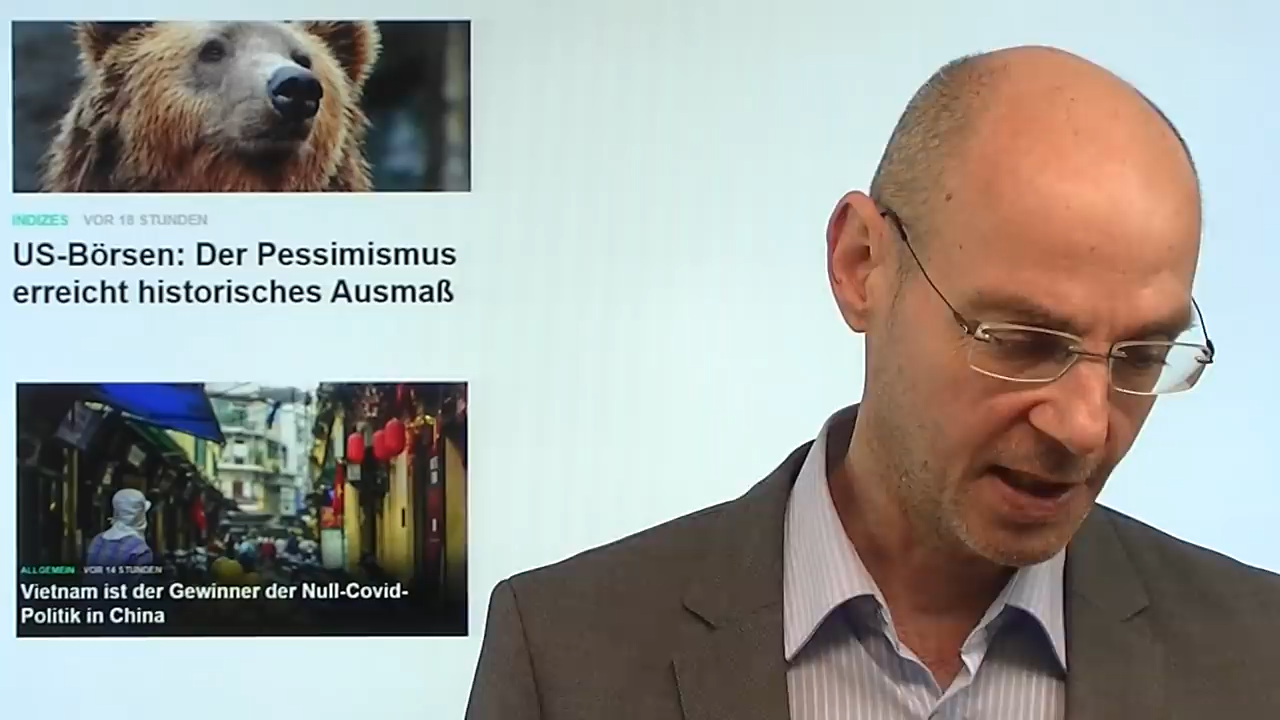 INDIZES VOR 18 STUNDEN
US-Börsen: Der Pessimismus
erreicht historisches Ausmaß
ALLGEMEIN VOR 14 STUNDEN
Vietnam ist der Gewinner der Null-Covid-
Politik in China